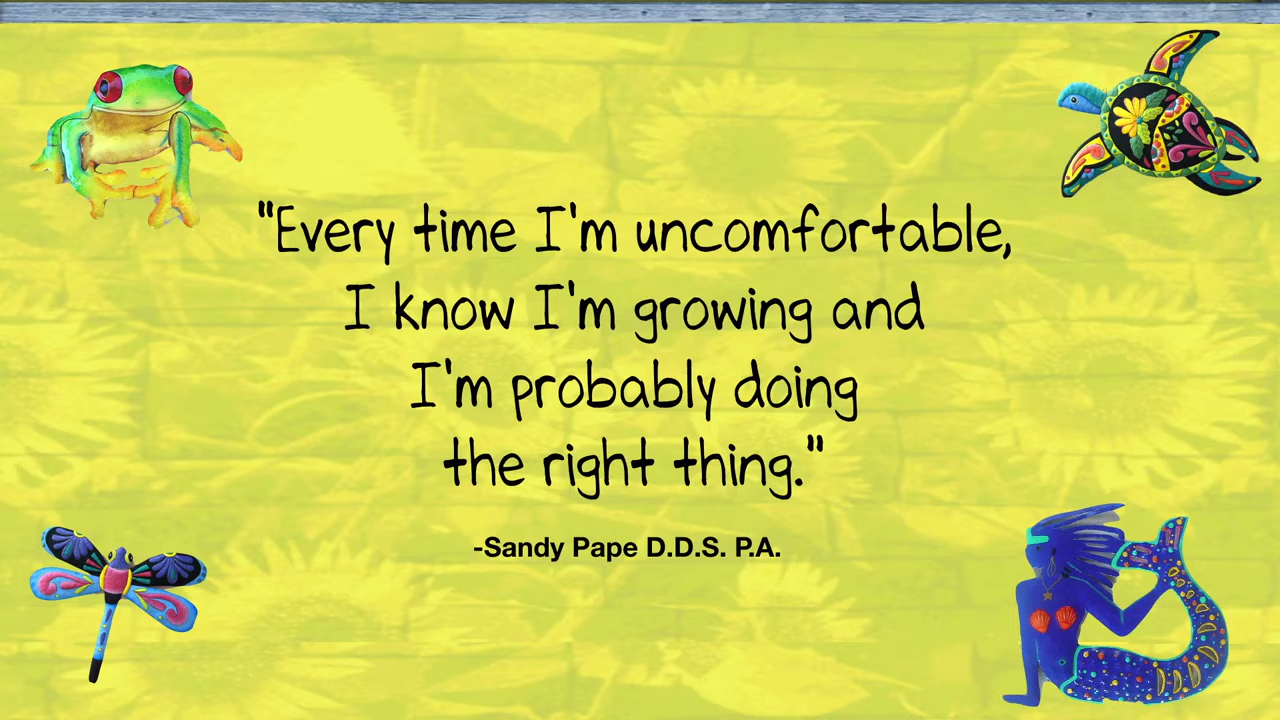 "Every time I'm uncomfortable,
I know I'm growing and
I'm probably doing
the right thing."
-Sandy Pape D.D.S. P.A.